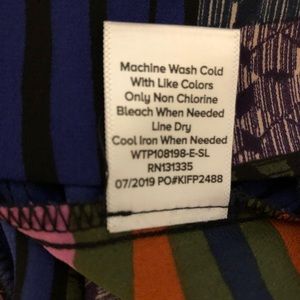 Machine Wash Cold
With Like Colors
Only Non Chlorine
Bleach When Needed
Line Dry
Cool Iron When Needed
WTP108198-E-SL
RN131335
07/2019 PO#KIFP2488